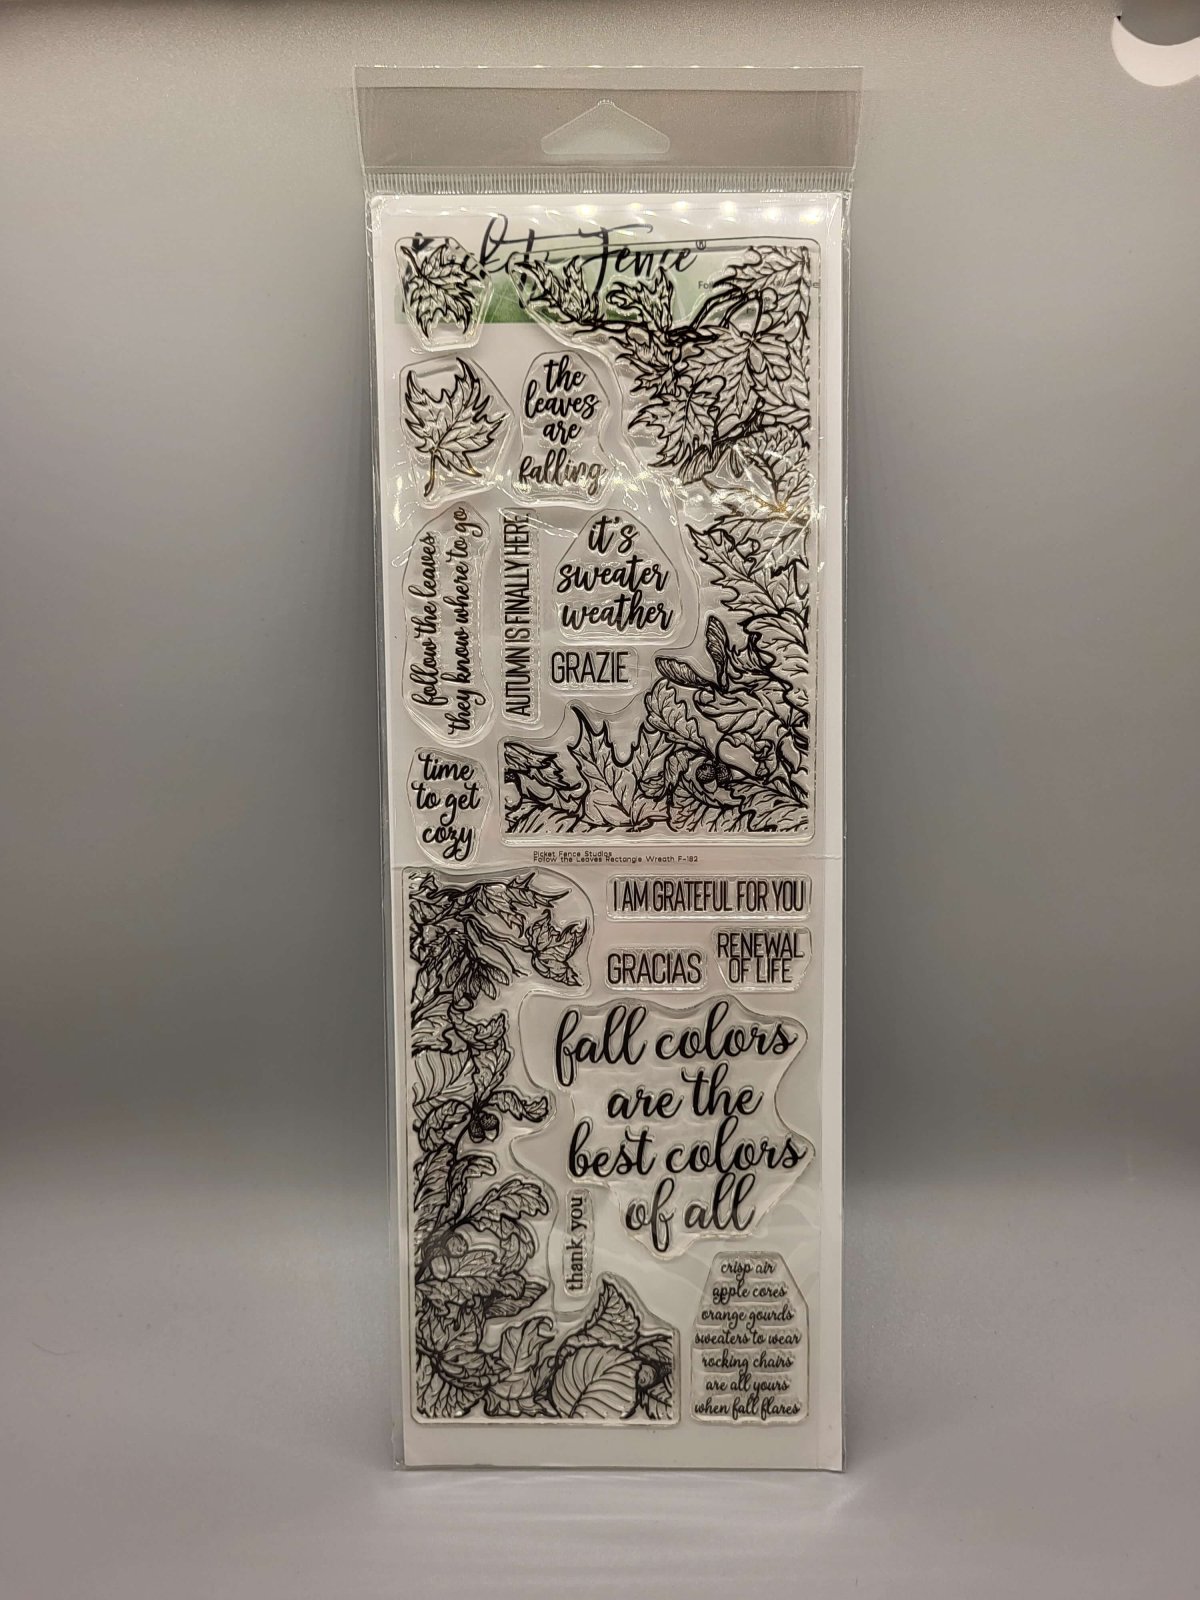 Picket Fence®
the
leaves
are
falling
follow the leaves
they know where to go
AUTUMN IS FINALLY HERE
it's
sweater
weather
GRAZIE
time
to get
cozy
Picket Fence Studios
Follow the Leaves Rectangle Wreath F-182
I AM GRATEFUL FOR YOU
GRACIAS
RENEWAL
OF LIFE
fall colors
are the
best colors
of all
thank you
crisp air
apple cores
orange gourds
sweaters to wear
rocking chairs
are all yours
when fall flares